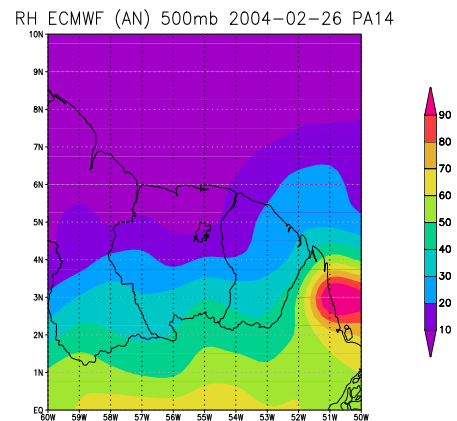 RH ECMWF (AN) 500mb 2004-02-26 PA14
10N
9N
8N
7N
6N
5N
4N
3N
2N
1N
EQ
60W 59W 58W 57W 56W 55W 54W 53W 52W 51W 50W
90
80
70
60
50
40
30
20
10